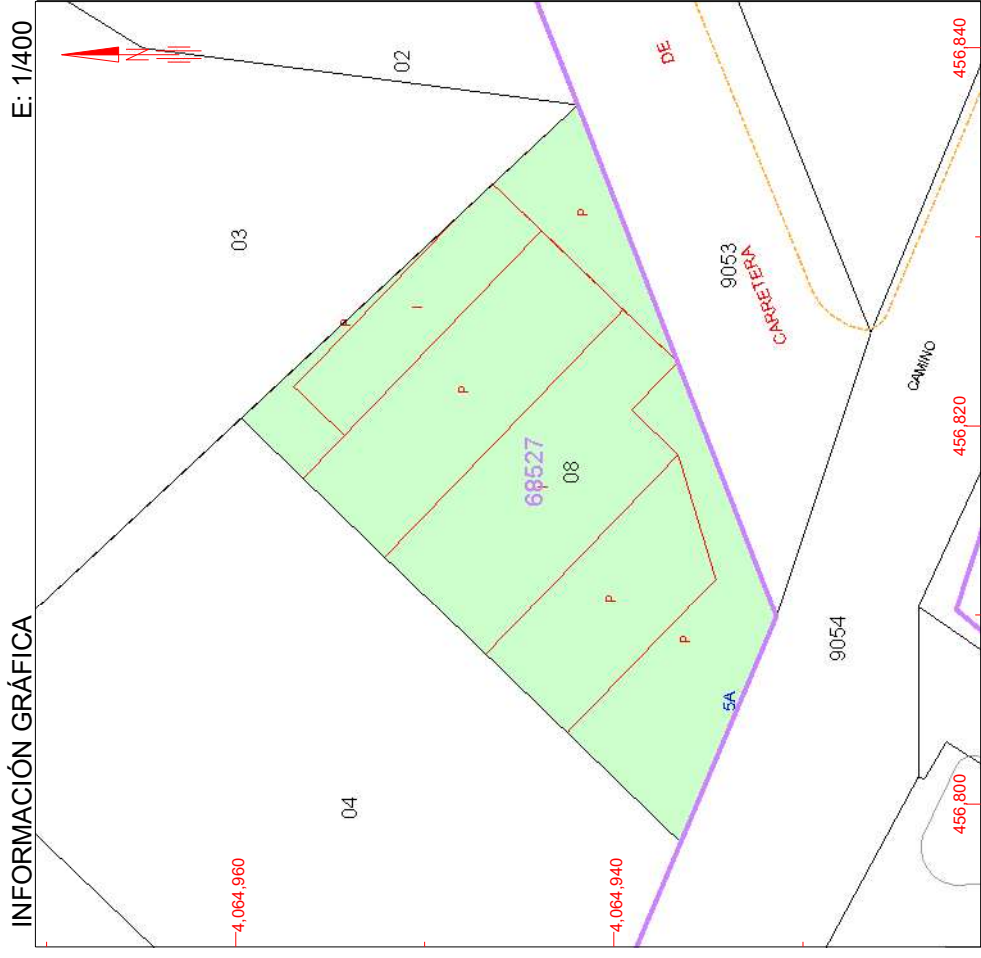 INFORMACIÓN GRÁFICA
E: 1/400
N
02
03
DE
P
P
I
9053
CARRETERA
P
68527
I
08
CAMINO
456,840
456,820
P
P
9054
5A
04
4,064,960
4,064,940
456,800